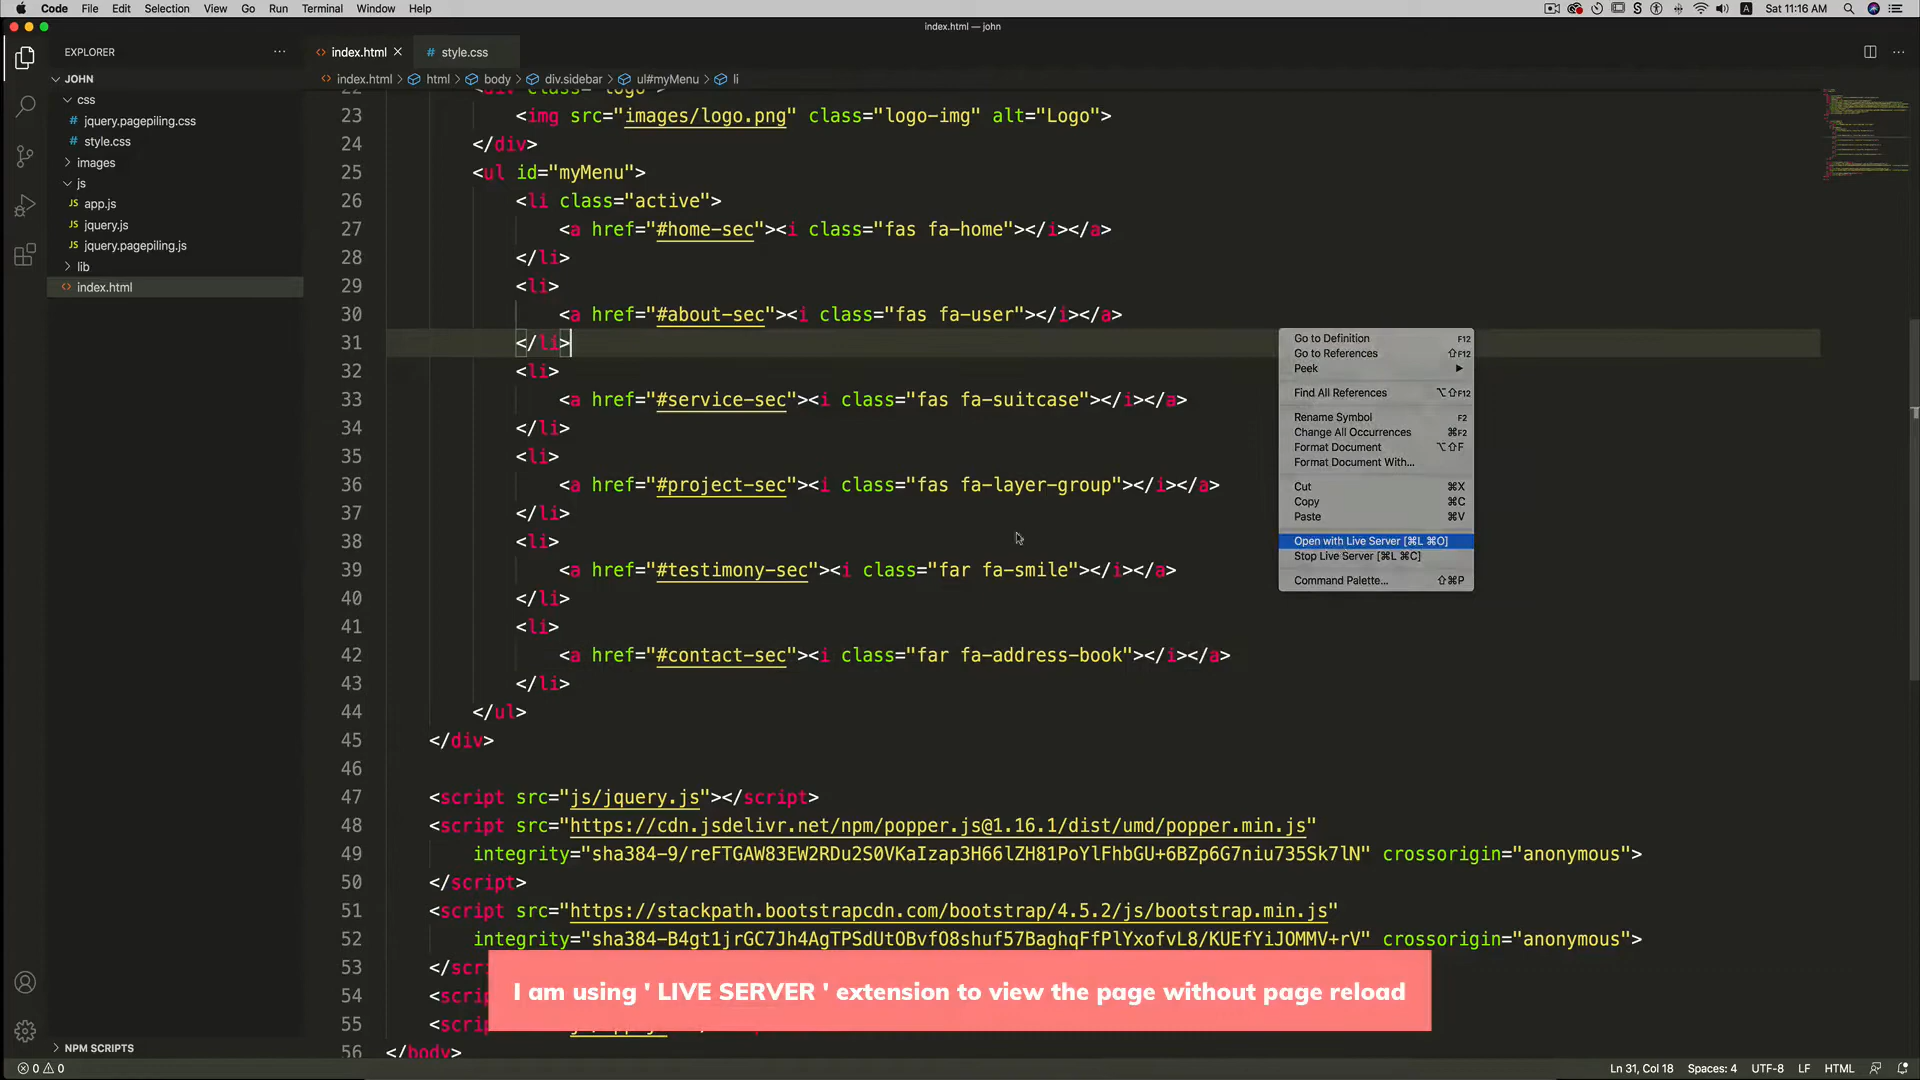 Code File Edit Selection View Go Run Terminal Window Help
Sat 11:16 AM
index.html — john
EXPLORER
index.html
style.css
JOHN
index.html > html > body > div.sidebar > ul#myMenu > li
css
jquery.pagepiling.css
style.css
images
js
app.js
jquery.js
jquery.pagepiling.js
lib
index.html
22 <div class="logo">
23 <img src="images/logo.png" class="logo-img" alt="Logo">
24 </div>
25 <ul id="myMenu">
26 <li class="active">
27 <a href="#home-sec"><i class="fas fa-home"></i></a>
28 </li>
29 <li>
30 <a href="#about-sec"><i class="fas fa-user"></i></a>
31 </li>
32 <li>
33 <a href="#service-sec"><i class="fas fa-suitcase"></i></a>
34 </li>
35 <li>
36 <a href="#project-sec"><i class="fas fa-layer-group"></i></a>
37 </li>
38 <li>
39 <a href="#testimony-sec"><i class="far fa-smile"></i></a>
40 </li>
41 <li>
42 <a href="#contact-sec"><i class="far fa-address-book"></i></a>
43 </li>
44 </ul>
45 </div>
46
47 <script src="js/jquery.js"></script>
48 <script src="https://cdn.jsdelivr.net/npm/popper.js@1.16.1/dist/umd/popper.min.js"
49 integrity="sha384-9/reFTGAW83EW2RDu2S0VKaIzap3H66lZH81PoYlFhbGU+6BZp6G7niu735Sk7lN" crossorigin="anonymous">
50 </script>
51 <script src="https://stackpath.bootstrapcdn.com/bootstrap/4.5.2/js/bootstrap.min.js"
52 integrity="sha384-B4gt1jrGC7Jh4AgTPSdUtOBvfO8shuf57BaghqFfPlYxofvL8/KUEfYiJOMMV+rV" crossorigin="anonymous">
53 </scr
54 <scri
55 <scri
56 </body>
Go to Definition F12
Go to References ⇧F12
Peek
Find All References ⌥⇧F12
Rename Symbol F2
Change All Occurrences ⌘F2
Format Document ⌥⇧F
Format Document With...
Cut ⌘X
Copy ⌘C
Paste ⌘V
Open with Live Server [⌘L ⌘O]
Stop Live Server [⌘L ⌘C]
Command Palette... ⇧⌘P
I am using ' LIVE SERVER ' extension to view the page without page reload
NPM SCRIPTS
0 0
Ln 31, Col 18 Spaces: 4 UTF-8 LF HTML